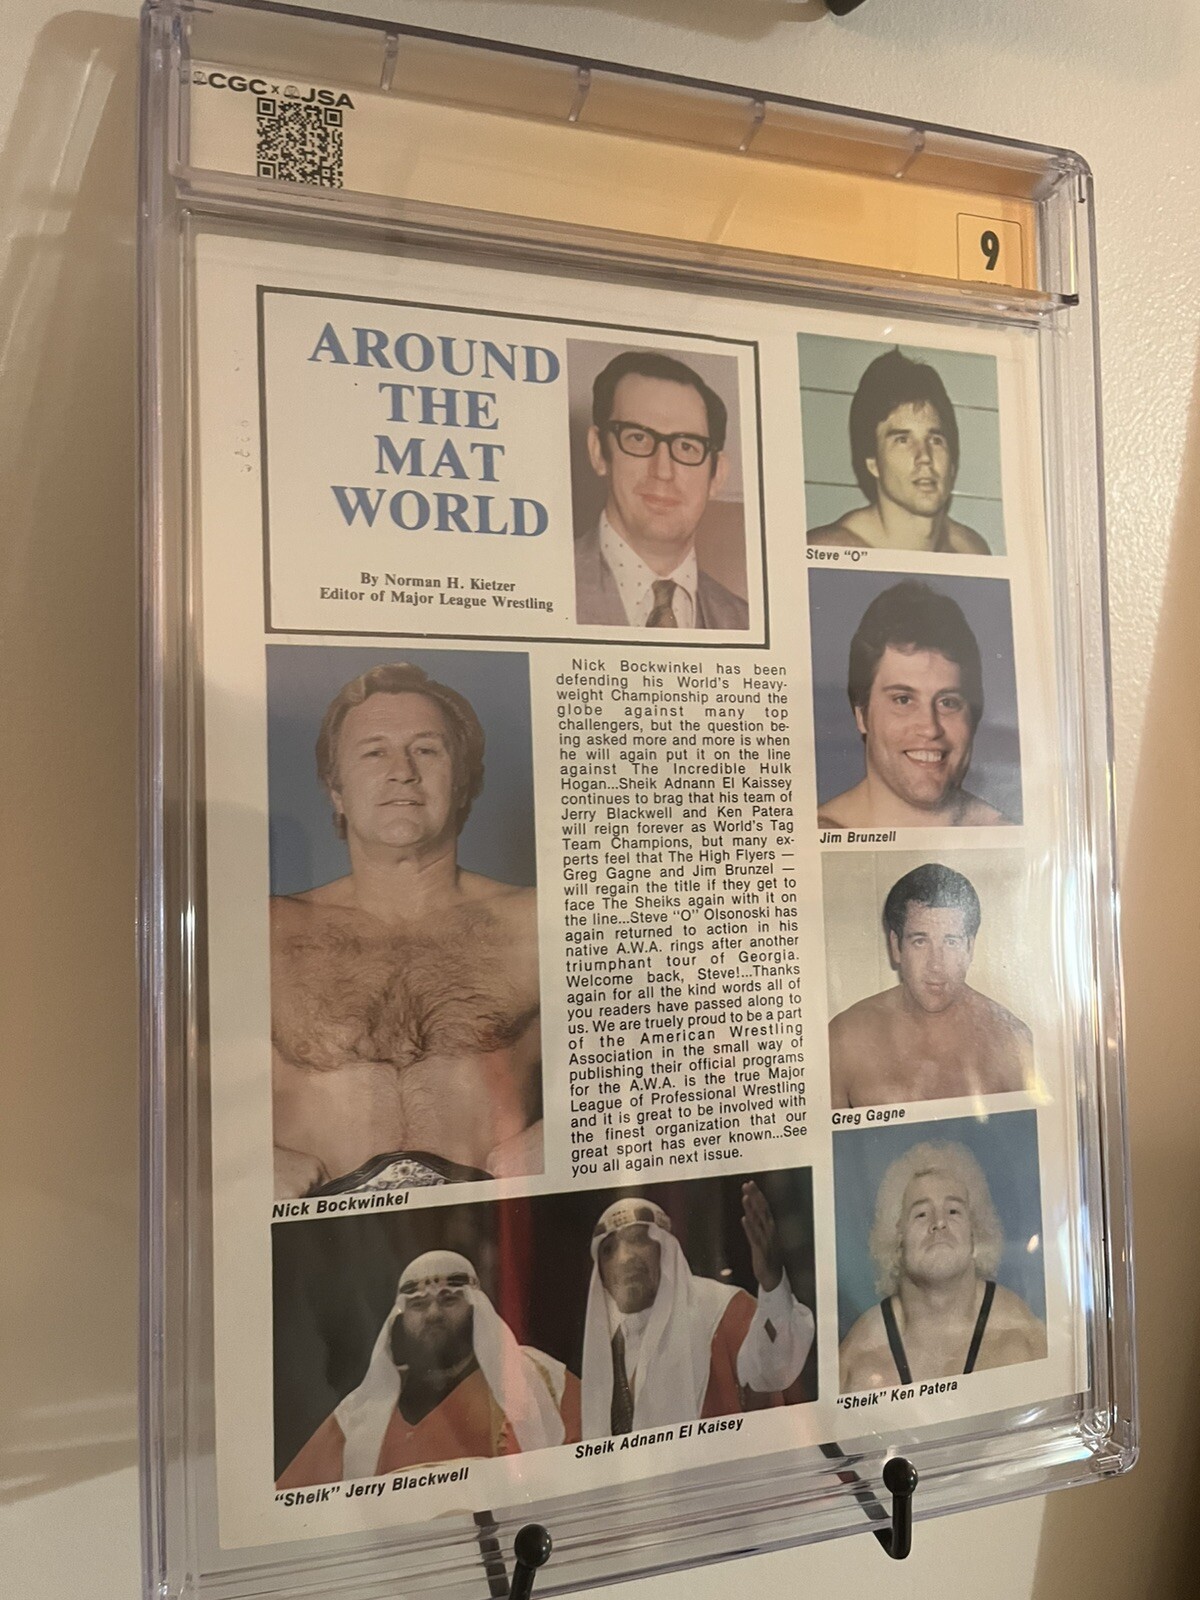 CGC x JSA
9
AROUND
THE
MAT
WORLD
By Norman H. Kietzer
Editor of Major League Wrestling
Steve "O"
Jim Brunzell
Greg Gagne
"Sheik" Ken Patera
Nick Bockwinkel has been
defending his World's Heavy-
weight Championship around the
globe against many top
challengers, but the question be-
ing asked more and more is when
he will again put it on the line
against The Incredible Hulk
Hogan...Sheik Adnann El Kaissey
continues to brag that his team of
Jerry Blackwell and Ken Patera
will reign forever as World's Tag
Team Champions, but many ex-
perts feel that The High Flyers —
Greg Gagne and Jim Brunzel —
will regain the title if they get to
face The Sheiks again with it on
the line...Steve "O" Olsonoski has
again returned to action in his
native A.W.A. rings after another
triumphant tour of Georgia.
Welcome back, Steve!...Thanks
again for all the kind words all of
you readers have passed along to
us. We are truely proud to be a part
of the American Wrestling
Association in the small way of
publishing their official programs
for the A.W.A. is the true Major
League of Professional Wrestling
and it is great to be involved with
the finest organization that our
great sport has ever known...See
you all again next issue.
Nick Bockwinkel
"Sheik" Jerry Blackwell
Sheik Adnann El Kaisey